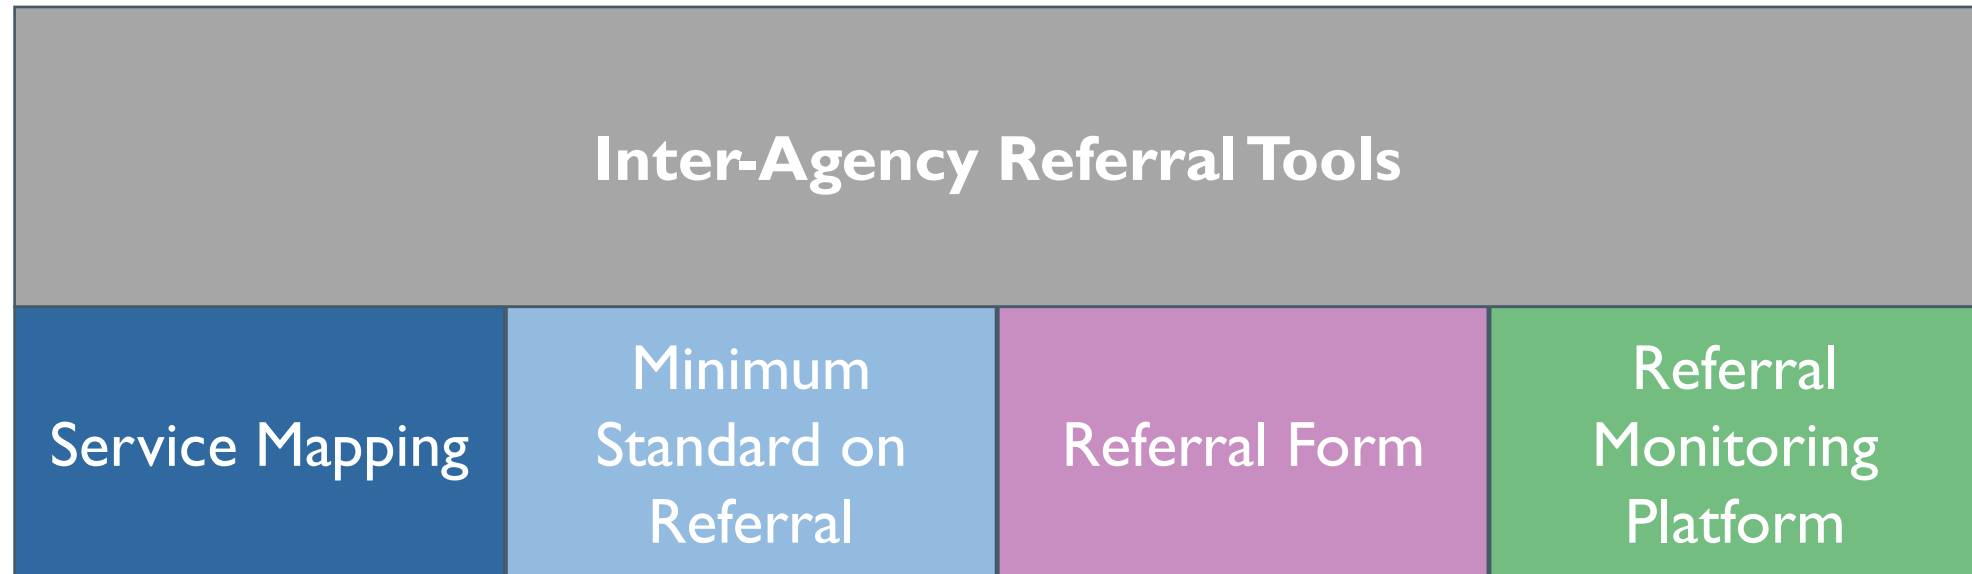 Inter-Agency Referral Tools
Service Mapping
Minimum
Standard on
Referral
Referral Form
Referral
Monitoring
Platform